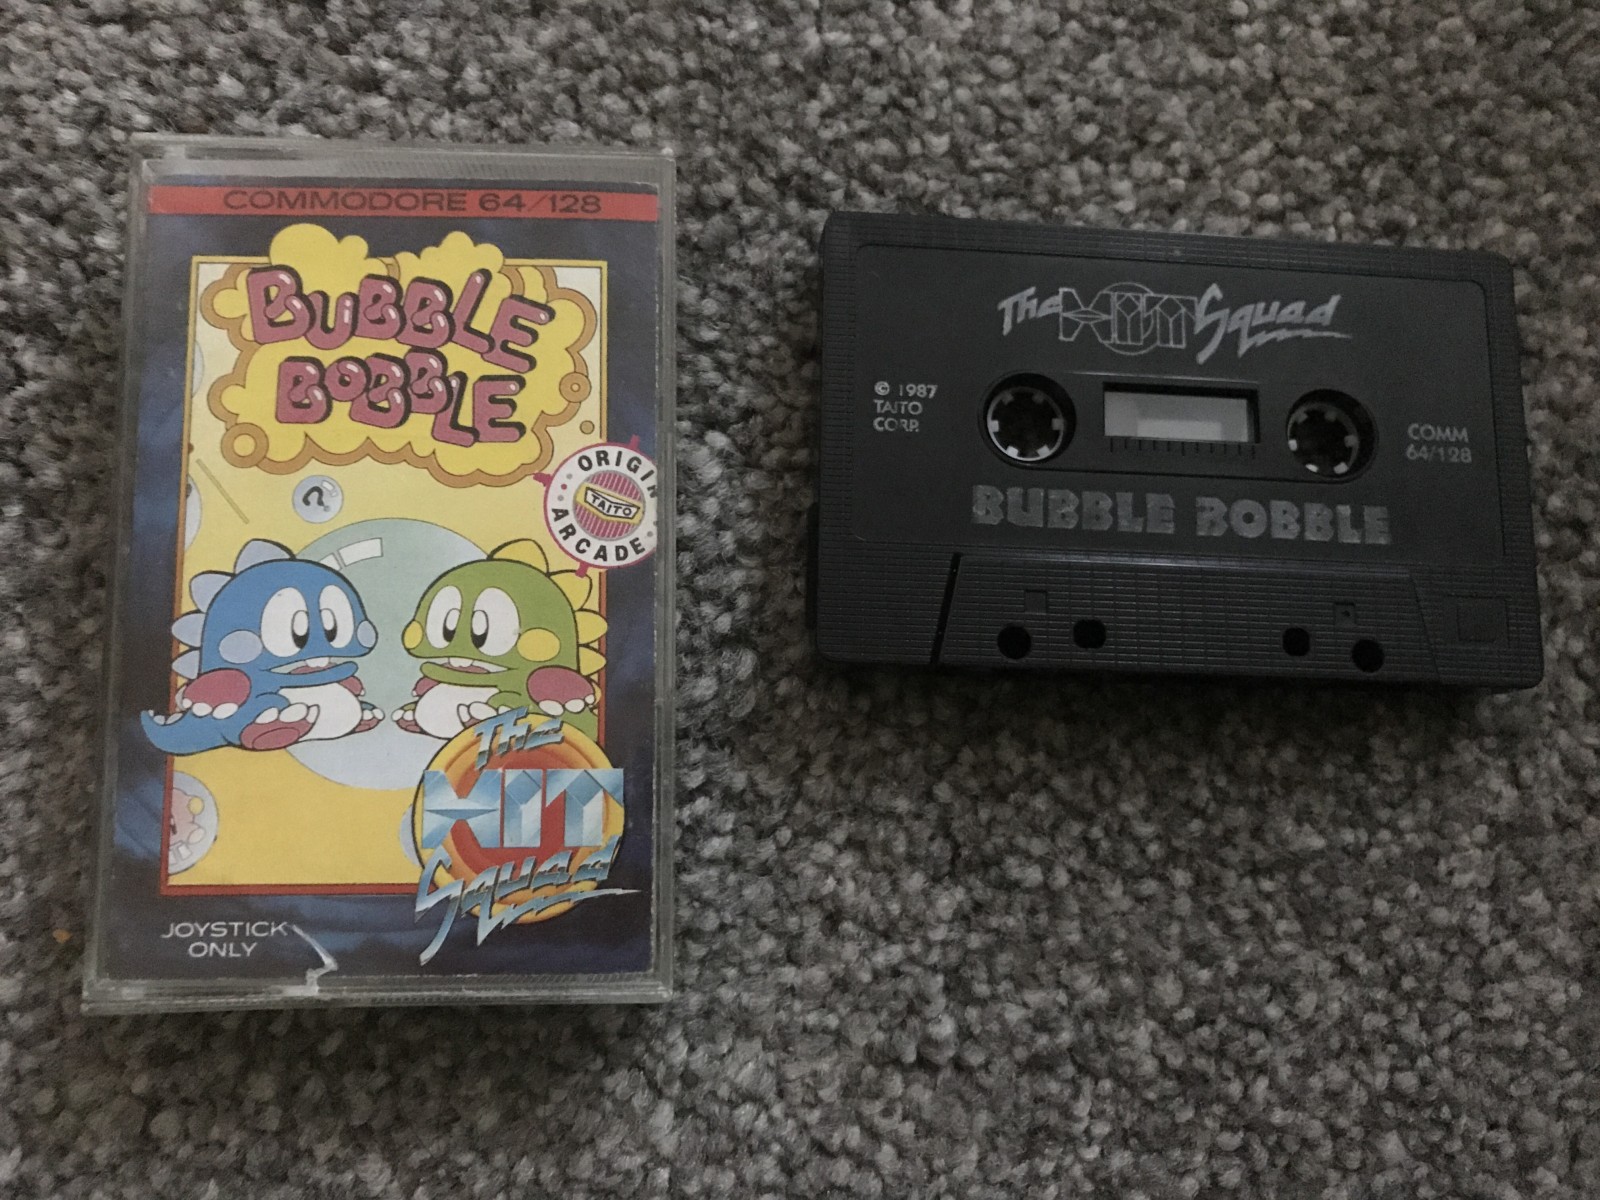 COMMODORE 64/128
BUBBLE
BOBBLE
?
ORIGIN
TAITO
ARCADE
The
HIT
Squad
JOYSTICK
ONLY
The HIT Squad
© 1987
TAITO
CORP.
COMM
64/128
BUBBLE BOBBLE